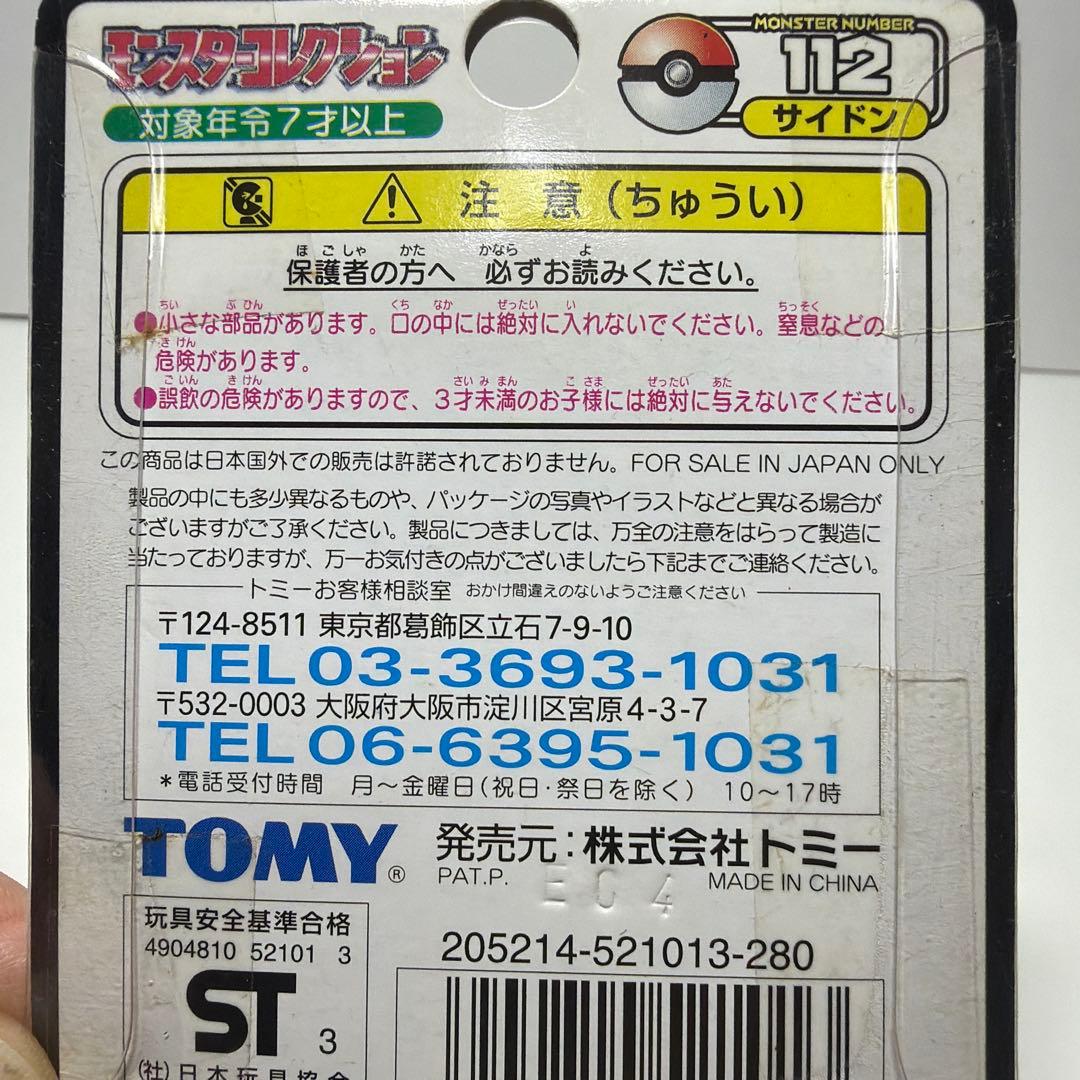 モンスターコレクション
対象年令7才以上
MONSTER NUMBER
112
サイドン
注意(ちゅうい)
ほごしゃ かた かなら よ
保護者の方へ 必ずお読みください。
ちい ぶひん くち なか ぜったい い ちっそく
●小さな部品があります。口の中には絶対に入れないでください。窒息などの
きけん
危険があります。
ごいん きけん さいみまん こさま ぜったい あた
●誤飲の危険がありますので、3才未満のお子様には絶対に与えないでください。
この商品は日本国外での販売は許諾されておりません。FOR SALE IN JAPAN ONLY
製品の中にも多少異なるものや、パッケージの写真やイラストなどと異なる場合が
ございますがご了承ください。製品につきましては、万全の注意をはらって製造に
当たっておりますが、万一お気付きの点がございましたら下記までご連絡ください。
トミーお客様相談室 おかけ間違えのないようご注意ください
〒124-8511 東京都葛飾区立石7-9-10
TEL 03-3693-1031
〒532-0003 大阪府大阪市淀川区宮原4-3-7
TEL 06-6395-1031
*電話受付時間 月~金曜日(祝日・祭日を除く) 10~17時
TOMY® 発売元:株式会社トミー
PAT.P. MADE IN CHINA
EC4
玩具安全基準合格
4904810 52101 3
ST 3
(社)日本玩具協会
205214-521013-280